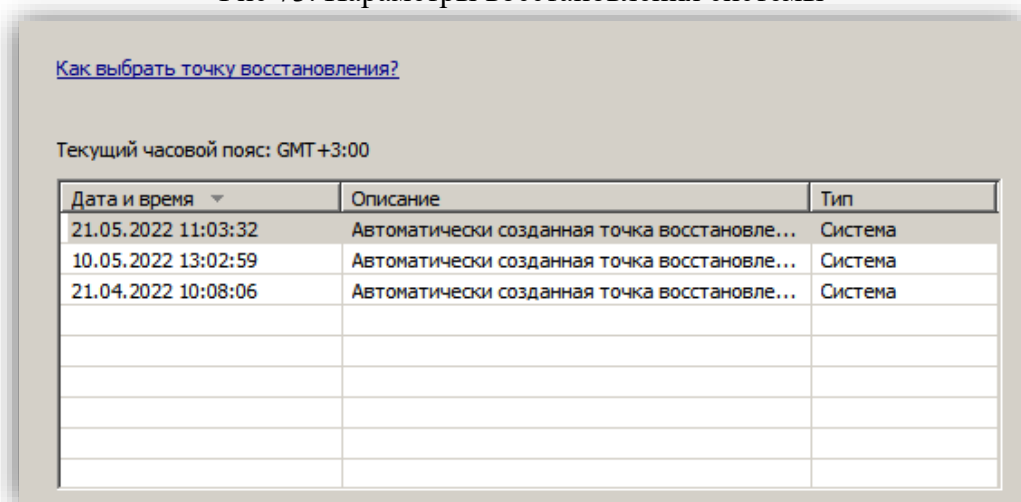 Как выбрать точку восстановления?
Текущий часовой пояс: GMT+3:00
Дата и время Описание Тип
21.05.2022 11:03:32 Автоматически созданная точка восстановле... Система
10.05.2022 13:02:59 Автоматически созданная точка восстановле... Система
21.04.2022 10:08:06 Автоматически созданная точка восстановле... Система